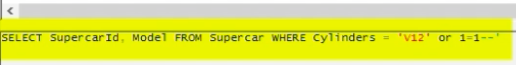 SELECT SupercarId, Model FROM Supercar WHERE Cylinders = 'V12' or 1=1--'